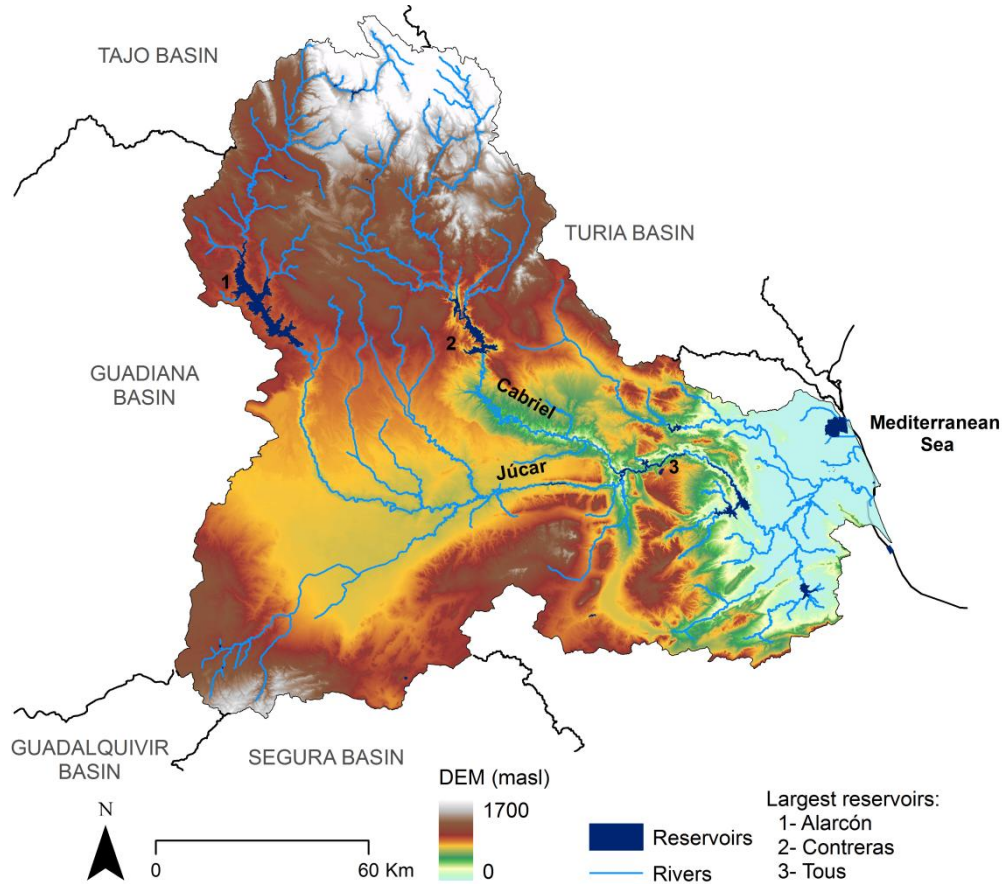 TAJO BASIN
TURIA BASIN
1
GUADIANA
BASIN
2
Cabriel
Mediterranean
Sea
Júcar
3
GUADALQUIVIR
BASIN
SEGURA BASIN
N
0
60 Km
DEM (masl)
1700
0
Reservoirs
Rivers
Largest reservoirs:
1- Alarcón
2- Contreras
3- Tous